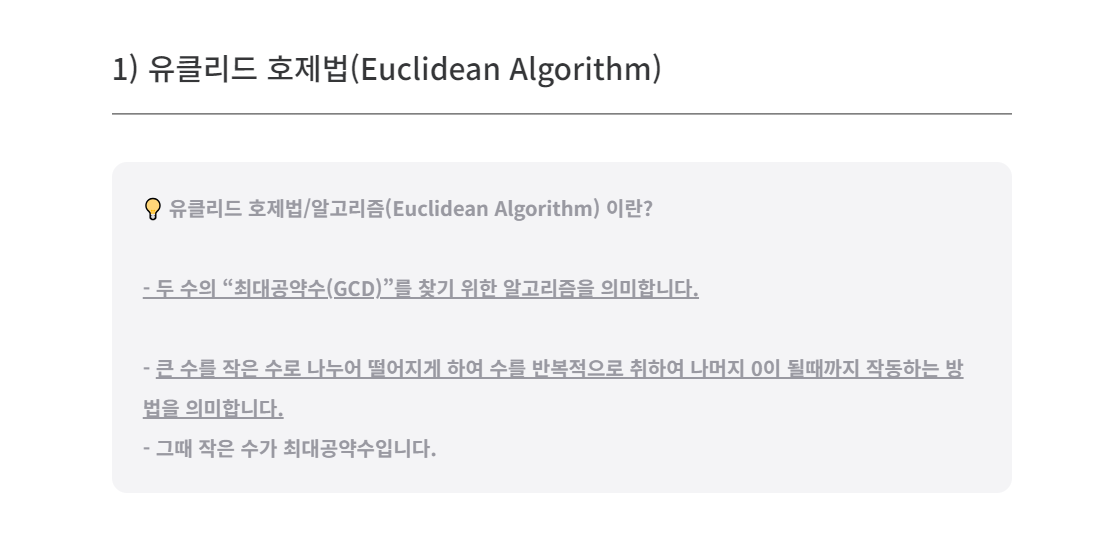 1) 유클리드 호제법(Euclidean Algorithm)
💡 유클리드 호제법/알고리즘(Euclidean Algorithm) 이란?
- 두 수의 “최대공약수(GCD)”를 찾기 위한 알고리즘을 의미합니다.
- 큰 수를 작은 수로 나누어 떨어지게 하여 수를 반복적으로 취하여 나머지 0이 될때까지 작동하는 방
법을 의미합니다.
- 그때 작은 수가 최대공약수입니다.